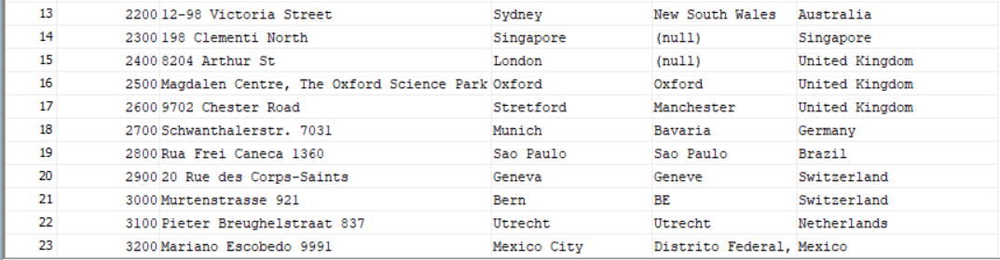 13 2200 12-98 Victoria Street Sydney New South Wales Australia
14 2300 198 Clementi North Singapore (null) Singapore
15 2400 8204 Arthur St London (null) United Kingdom
16 2500 Magdalen Centre, The Oxford Science Park Oxford Oxford United Kingdom
17 2600 9702 Chester Road Stretford Manchester United Kingdom
18 2700 Schwanthalerstr. 7031 Munich Bavaria Germany
19 2800 Rua Frei Caneca 1360 Sao Paulo Sao Paulo Brazil
20 2900 20 Rue des Corps-Saints Geneva Geneve Switzerland
21 3000 Murtenstrasse 921 Bern BE Switzerland
22 3100 Pieter Breughelstraat 837 Utrecht Utrecht Netherlands
23 3200 Mariano Escobedo 9991 Mexico City Distrito Federal, Mexico